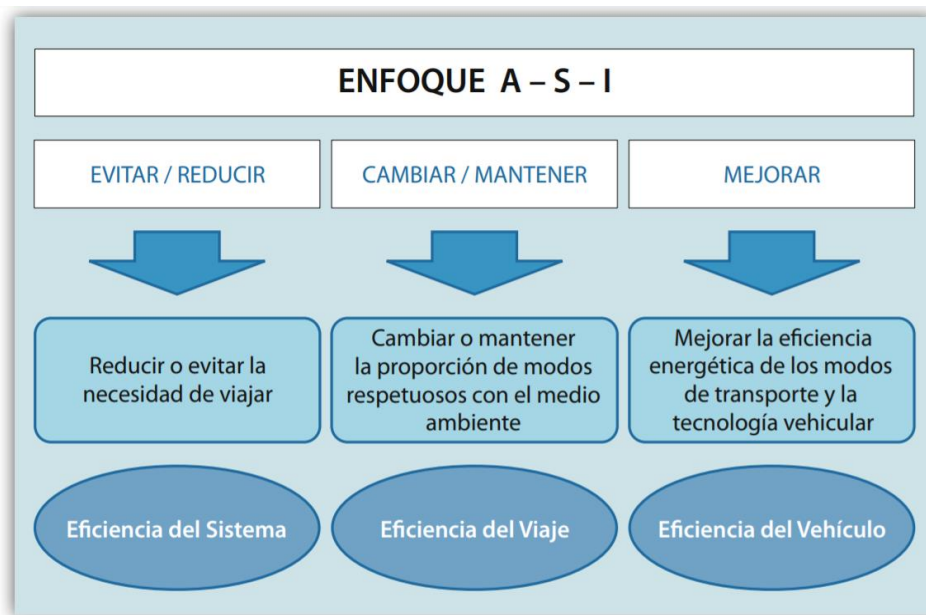 ENFOQUE A – S – I
EVITAR / REDUCIR
CAMBIAR / MANTENER
MEJORAR
Reducir o evitar la
necesidad de viajar
Cambiar o mantener
la proporción de modos
respetuosos con el medio
ambiente
Mejorar la eficiencia
energética de los modos
de transporte y la
tecnología vehicular
Eficiencia del Sistema
Eficiencia del Viaje
Eficiencia del Vehículo